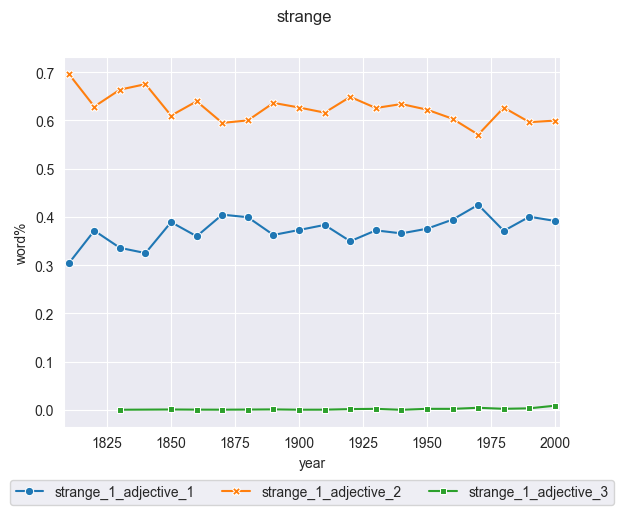 strange
0.7
0.6
0.5
0.4
0.3
0.2
0.1
0.0
word%
1825 1850 1875 1900 1925 1950 1975 2000
year
strange_1_adjective_1 strange_1_adjective_2 strange_1_adjective_3